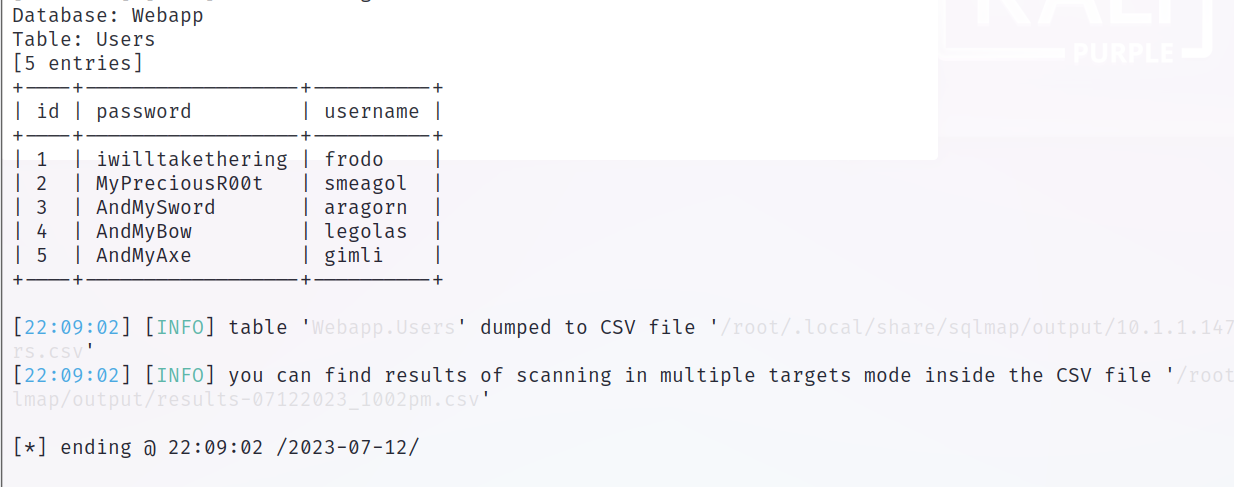 Database: Webapp
Table: Users
[5 entries]
+----+------------------+----------+
| id | password         | username |
+----+------------------+----------+
| 1  | iwilltakethering | frodo    |
| 2  | MyPreciousR00t   | smeagol  |
| 3  | AndMySword       | aragorn  |
| 4  | AndMyBow         | legolas  |
| 5  | AndMyAxe         | gimli    |
+----+------------------+----------+
[22:09:02] [INFO] table 'Webapp.Users' dumped to CSV file '/root/.local/share/sqlmap/output/10.1.1.147
rs.csv'
[22:09:02] [INFO] you can find results of scanning in multiple targets mode inside the CSV file '/root
lmap/output/results-07122023_1002pm.csv'
[*] ending @ 22:09:02 /2023-07-12/
KALI
PURPLE